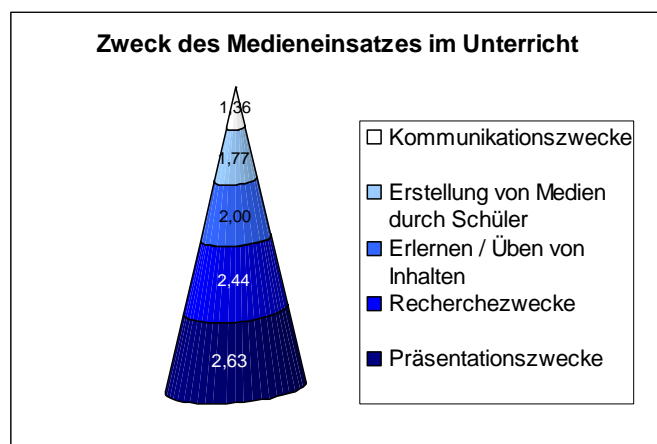 Zweck des Medieneinsatzes im Unterricht
1,36
1,77
2,00
2,44
2,63
Kommunikationszwecke
Erstellung von Medien
durch Schüler
Erlernen / Üben von
Inhalten
Recherchezwecke
Präsentationszwecke